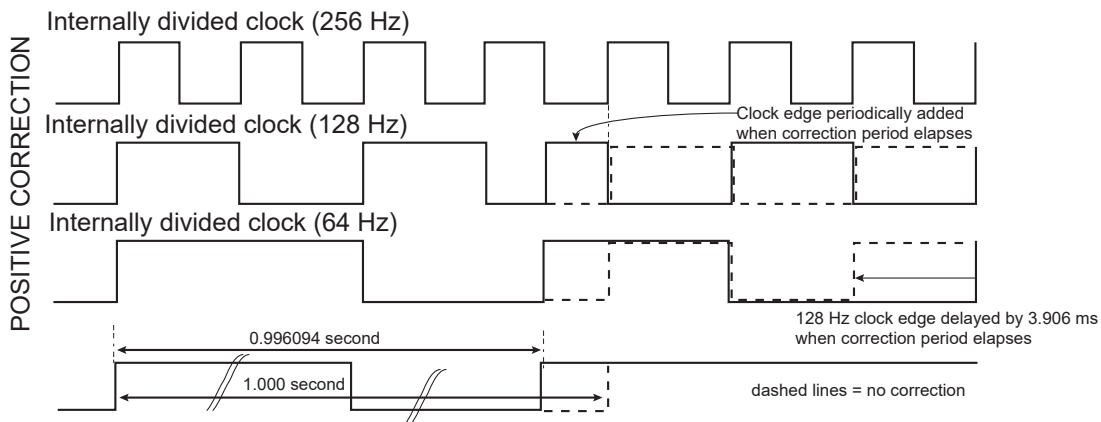 POSITIVE CORRECTION
Internally divided clock (256 Hz)
Clock edge periodically added
when correction period elapses
Internally divided clock (128 Hz)
Internally divided clock (64 Hz)
128 Hz clock edge delayed by 3.906 ms
when correction period elapses
0.996094 second
1.000 second
dashed lines = no correction